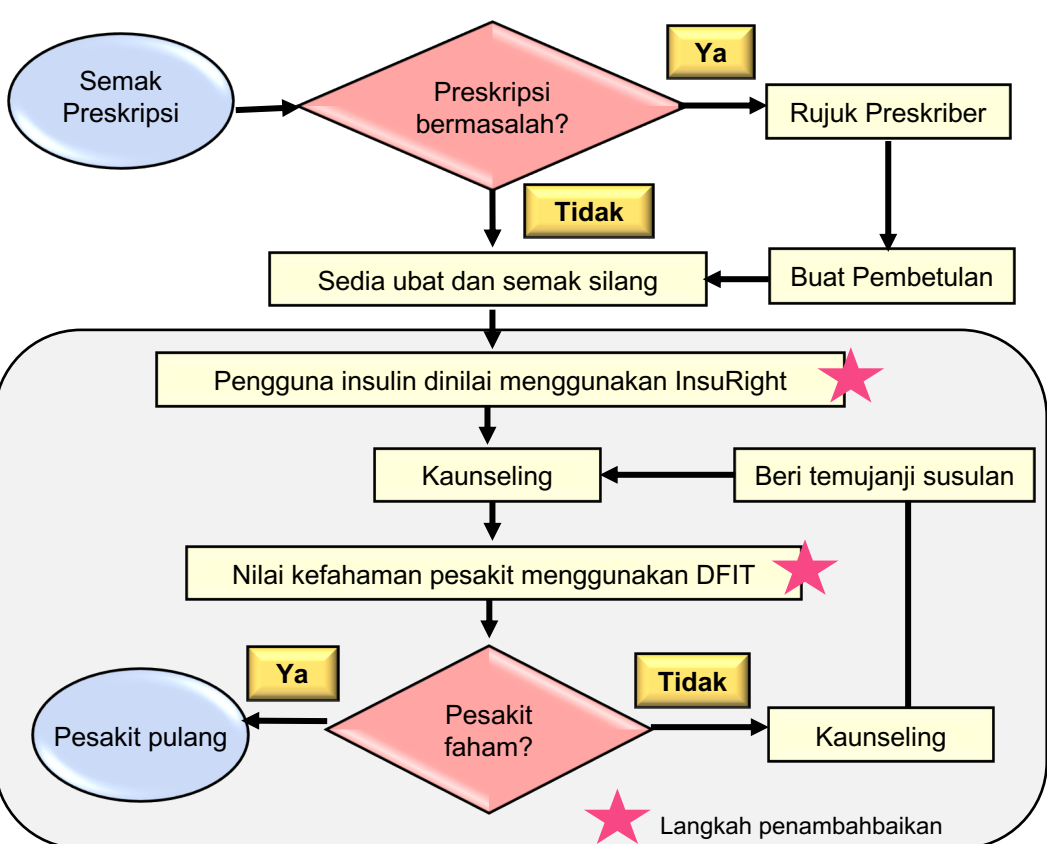 Semak
Preskripsi
Preskripsi
bermasalah?
Ya
Rujuk Preskriber
Tidak
Sedia ubat dan semak silang
Buat Pembetulan
Pengguna insulin dinilai menggunakan InsuRight
Kaunseling
Beri temujanji susulan
Nilai kefahaman pesakit menggunakan DFIT
Ya
Tidak
Pesakit pulang
Pesakit
faham?
Kaunseling
Langkah penambahbaikan